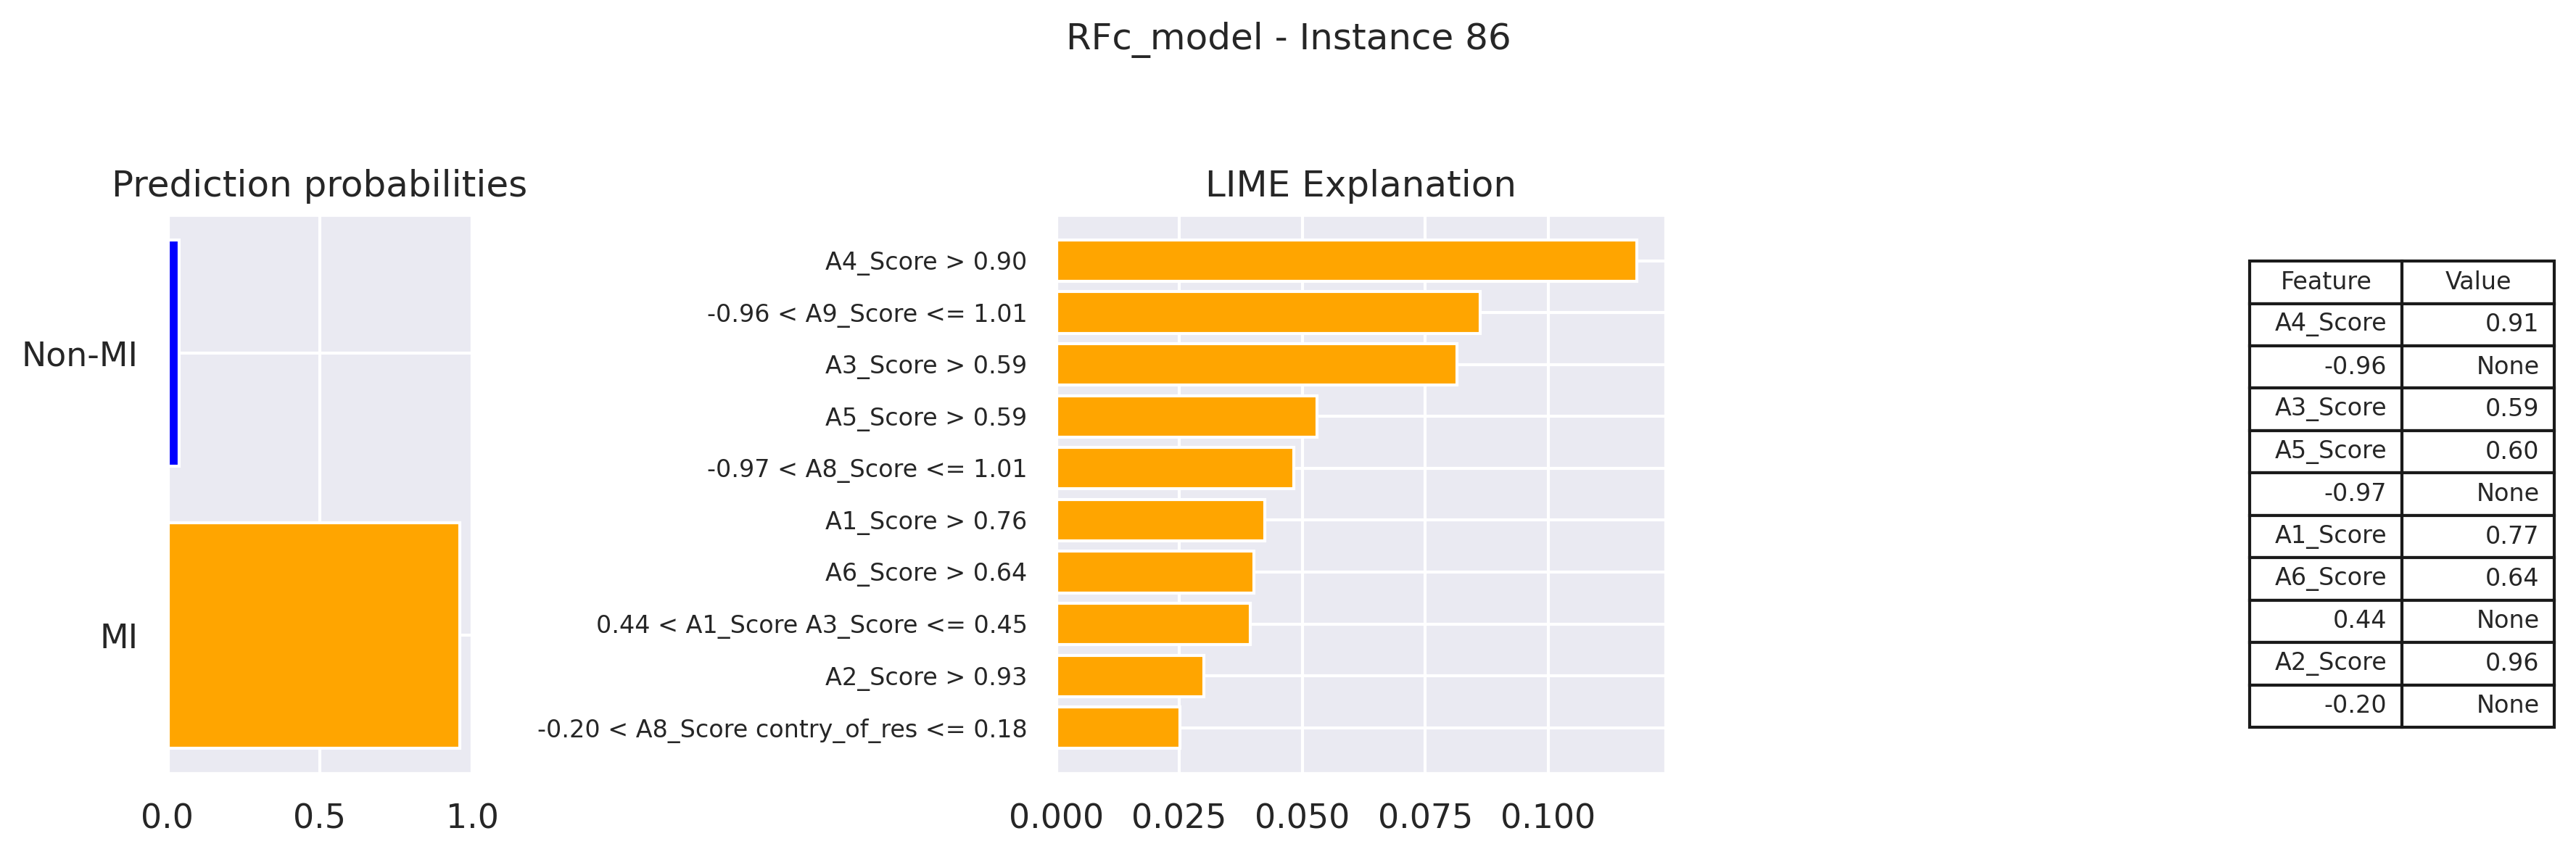 RFc_model - Instance 86
Prediction probabilities
Non-MI
MI
0.0 0.5 1.0
LIME Explanation
A4_Score > 0.90
-0.96 < A9_Score <= 1.01
A3_Score > 0.59
A5_Score > 0.59
-0.97 < A8_Score <= 1.01
A1_Score > 0.76
A6_Score > 0.64
0.44 < A1_Score A3_Score <= 0.45
A2_Score > 0.93
-0.20 < A8_Score contry_of_res <= 0.18
0.000 0.025 0.050 0.075 0.100
Feature Value
A4_Score 0.91
-0.96 None
A3_Score 0.59
A5_Score 0.60
-0.97 None
A1_Score 0.77
A6_Score 0.64
0.44 None
A2_Score 0.96
-0.20 None